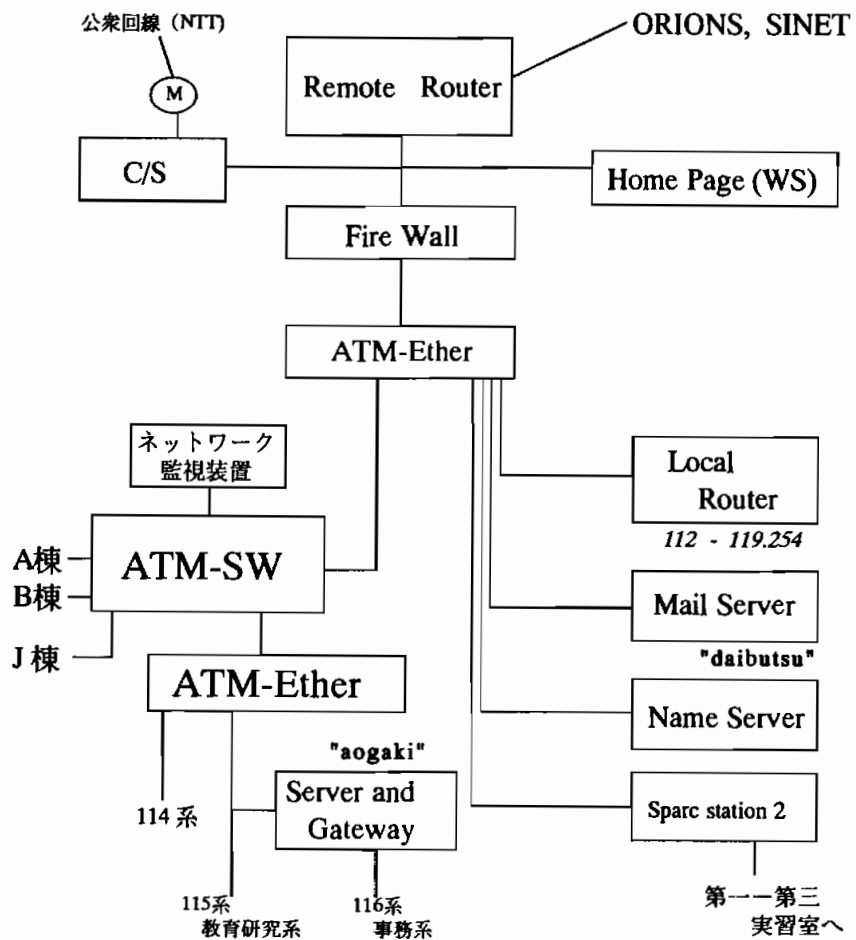 公衆回線 (NTT)
ORIONS, SINET
M
Remote Router
C/S
Home Page (WS)
Fire Wall
ATM-Ether
ネットワーク
監視装置
Local
Router
112 - 119.254
A棟
ATM-SW
B棟
Mail Server
J棟
"daibutsu"
ATM-Ether
Name Server
"aogaki"
Server and
Gateway
114系
Sparc station 2
115系
教育研究系
116系
事務系
第一—第三
実習室へ